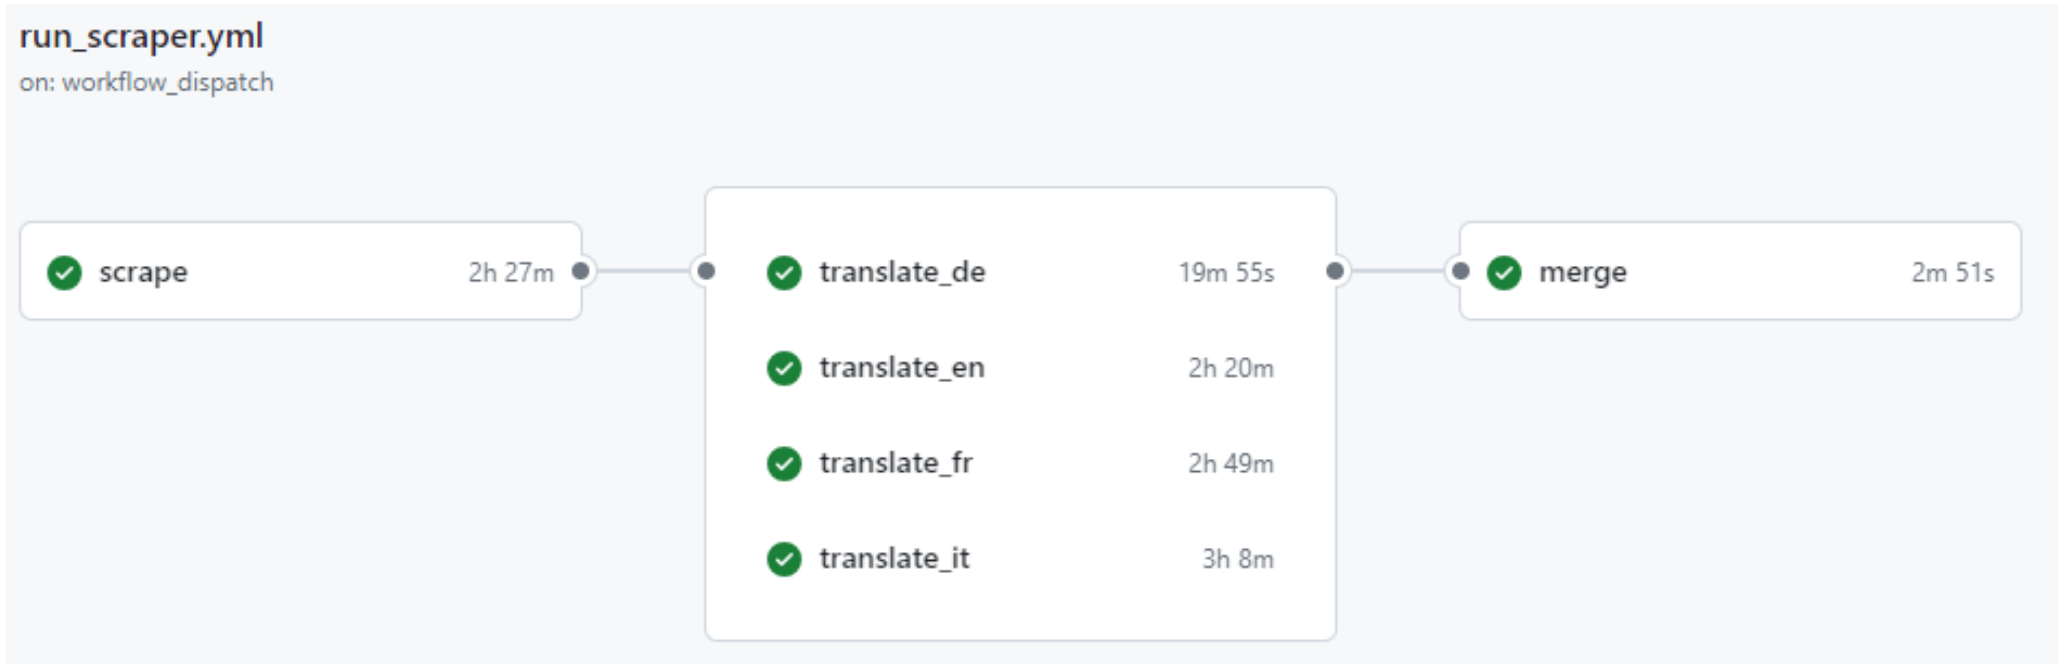 run_scraper.yml
on: workflow_dispatch
scrape 2h 27m
translate_de 19m 55s
translate_en 2h 20m
translate_fr 2h 49m
translate_it 3h 8m
merge 2m 51s